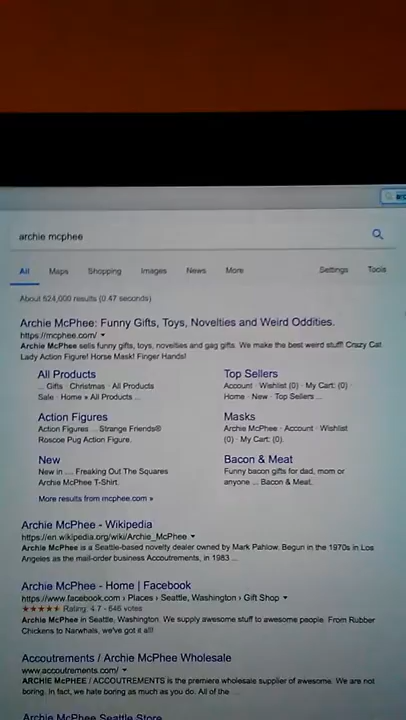 archie mcphee
All Maps Shopping Images News More Settings Tools
About 524,000 results (0.47 seconds)
Archie McPhee: Funny Gifts, Toys, Novelties and Weird Oddities.
https://mcphee.com/
Archie McPhee sells funny gifts, toys, novelties and gag gifts. We make the best weird stuff! Crazy Cat
Lady Action Figure! Horse Mask! Finger Hands!
All Products
... Gifts · Christmas · All Products
Sale · Home » All Products ...
Top Sellers
Account · Wishlist (0) · My Cart: (0) ·
Home · New · Top Sellers ...
Action Figures
Action Figures ... Strange Friends®
Roscoe Pug Action Figure.
Masks
Archie McPhee · Account · Wishlist
(0) · My Cart: (0).
New
New in .... Freaking Out The Squares
Archie McPhee T-Shirt.
Bacon & Meat
Funny bacon gifts for dad, mom or
anyone ... Bacon & Meat.
More results from mcphee.com »
Archie McPhee - Wikipedia
https://en.wikipedia.org/wiki/Archie_McPhee
Archie McPhee is a Seattle-based novelty dealer owned by Mark Pahlow. Begun in the 1970s in Los
Angeles as the mail-order business Accoutrements, in 1983 ...
Archie McPhee - Home | Facebook
https://www.facebook.com › Places › Seattle, Washington › Gift Shop
Rating: 4.7 - 646 votes
Archie McPhee in Seattle, Washington. We supply awesome stuff to awesome people. From Rubber
Chickens to Narwhals, we've got it all!
Accoutrements / Archie McPhee Wholesale
www.accoutrements.com/
ARCHIE MCPHEE / ACCOUTREMENTS is the premiere wholesale supplier of awesome. We are not
boring. In fact, we hate boring as much as you do. All of the ...
Archie McPhee Seattle Store